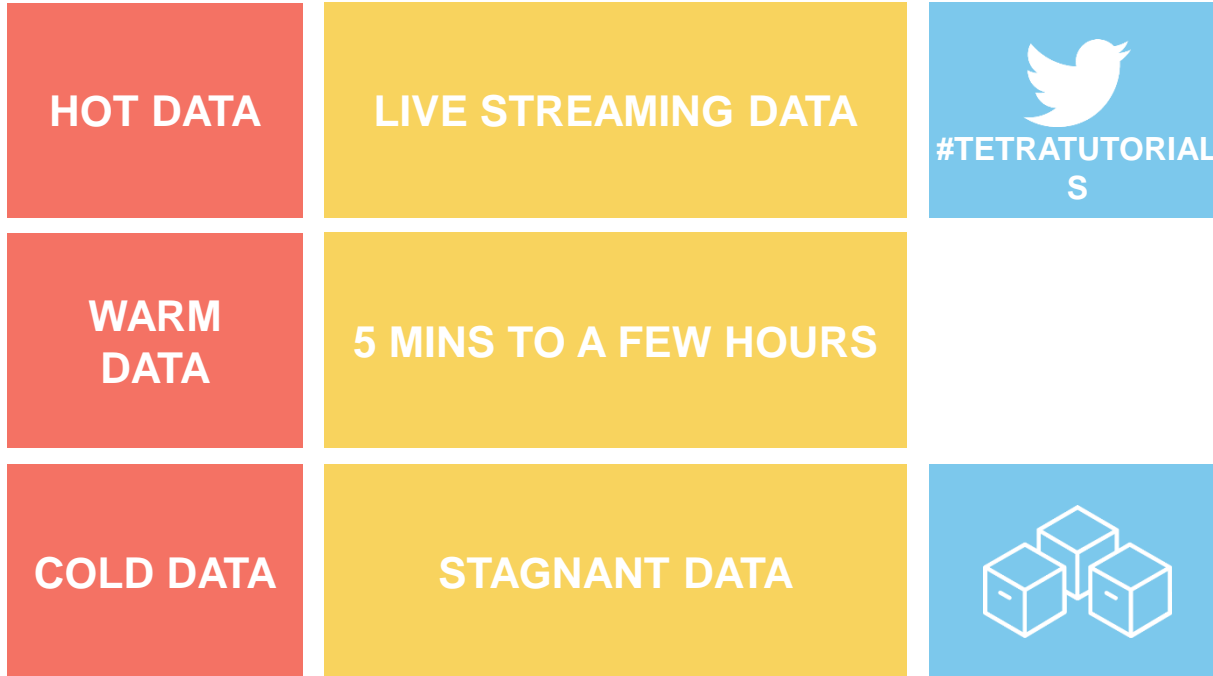 HOT DATA
LIVE STREAMING DATA
#TETRATUTORIAL
S
WARM
DATA
5 MINS TO A FEW HOURS
COLD DATA
STAGNANT DATA